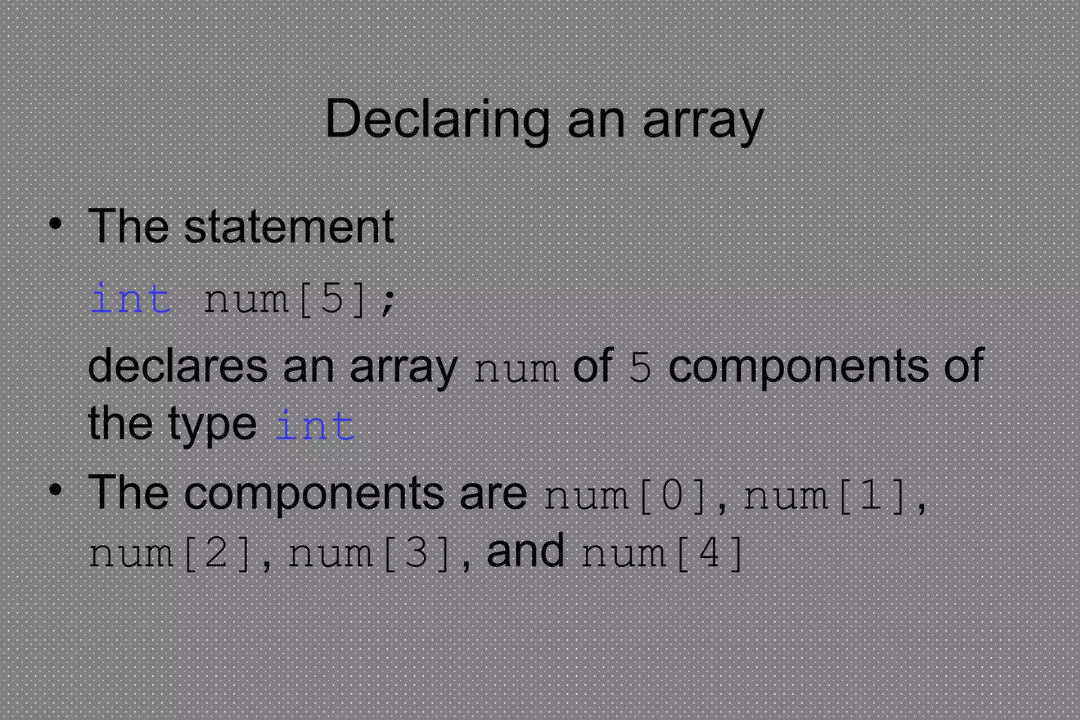 Declaring an array
• The statement
int num[5];
declares an array num of 5 components of
the type int
• The components are num[0], num[1],
num[2], num[3], and num[4]